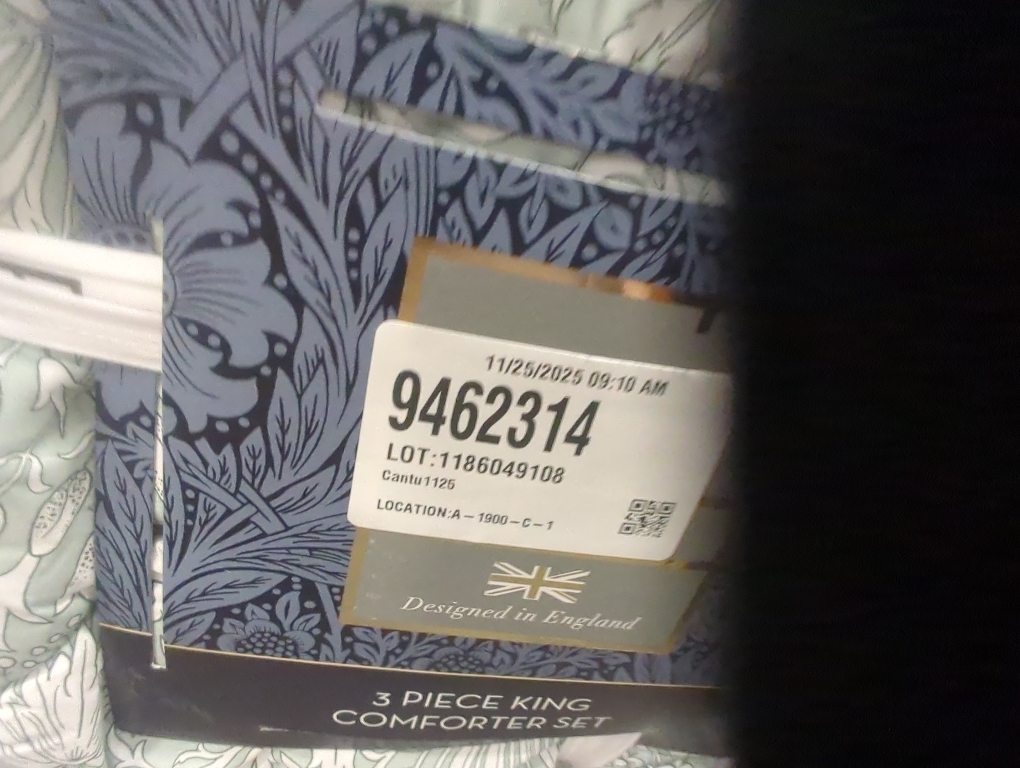 11/25/2025 09:10 AM
9462314
LOT:1186049108
Cantu1125
LOCATION:A-1900-C-1
Designed in England
3 PIECE KING
COMFORTER SET